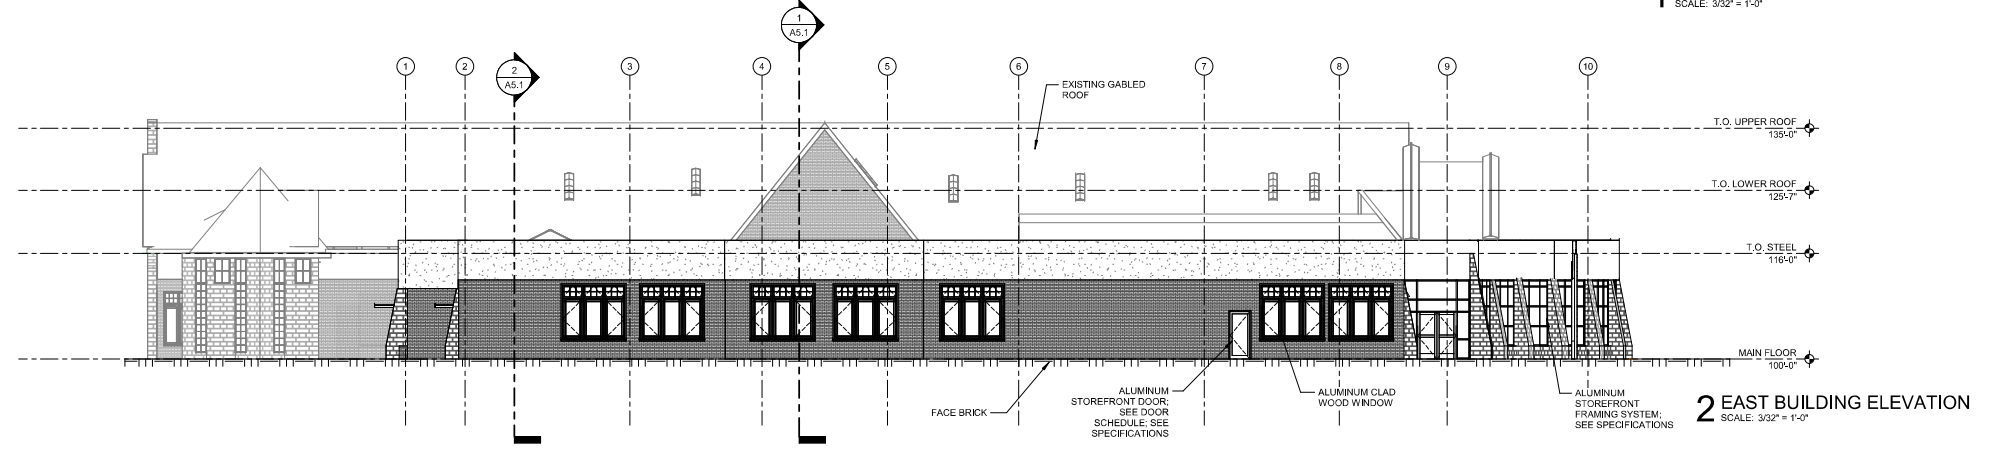 SCALE: 3/32" = 1'-0"
1
A5.1
2
A5.1
1
2
3
4
5
6
7
8
9
10
EXISTING GABLED
ROOF
T.O. UPPER ROOF
135'-0"
T.O. LOWER ROOF
125'-7"
T.O. STEEL
116'-0"
MAIN FLOOR
100'-0"
FACE BRICK
ALUMINUM
STOREFRONT DOOR;
SEE DOOR
SCHEDULE; SEE
SPECIFICATIONS
ALUMINUM CLAD
WOOD WINDOW
ALUMINUM
STOREFRONT
FRAMING SYSTEM;
SEE SPECIFICATIONS
2 EAST BUILDING ELEVATION
SCALE: 3/32" = 1'-0"